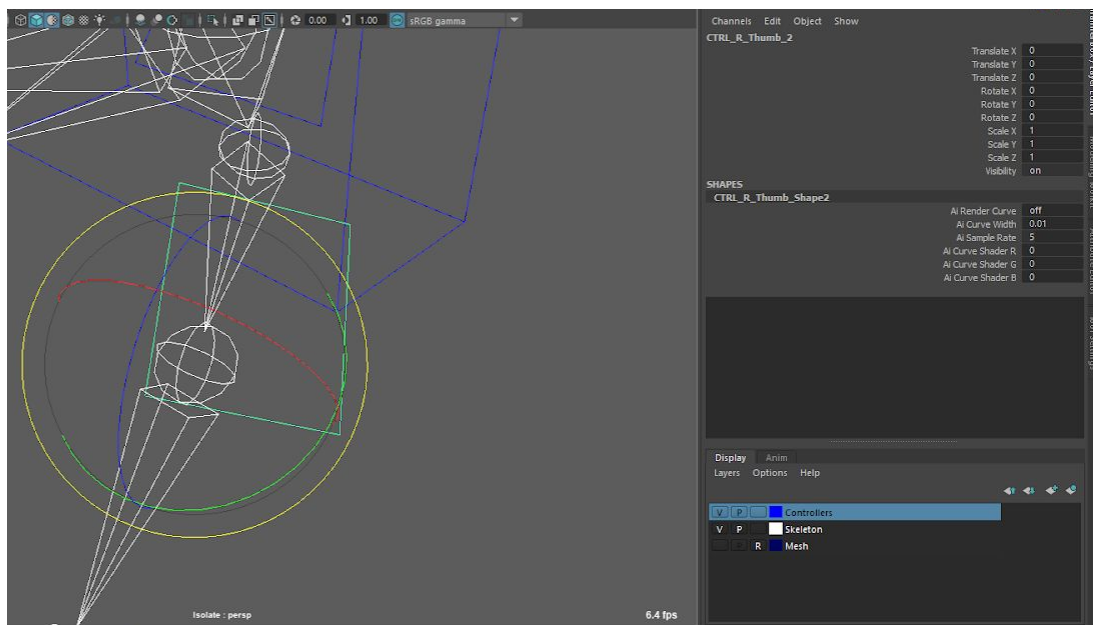 0.00 1.00 sRGB gamma
Channels Edit Object Show
CTRL_R_Thumb_2
Translate X 0
Translate Y 0
Translate Z 0
Rotate X 0
Rotate Y 0
Rotate Z 0
Scale X 1
Scale Y 1
Scale Z 1
Visibility on
SHAPES
CTRL_R_Thumb_Shape2
Ai Render Curve off
Ai Curve Width 0.01
Ai Sample Rate 5
Ai Curve Shader R 0
Ai Curve Shader G 0
Ai Curve Shader B 0
Display Anim
Layers Options Help
V P Controllers
V P Skeleton
R Mesh
Isolate : persp
6.4 fps